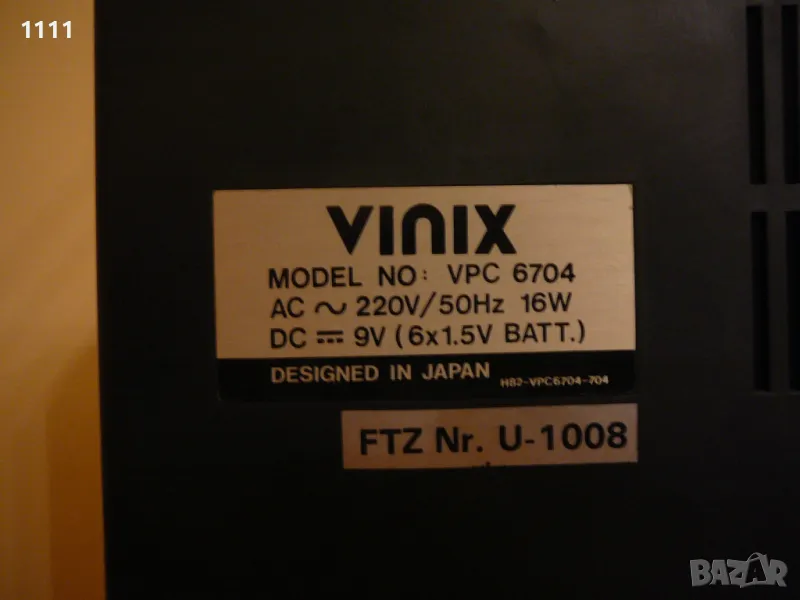 1111
VINIX
MODEL NO: VPC 6704
AC ~ 220V/50Hz 16W
DC ⎓ 9V (6x1.5V BATT.)
DESIGNED IN JAPAN H82-VPC6704-704
FTZ Nr. U-1008
BAZAR